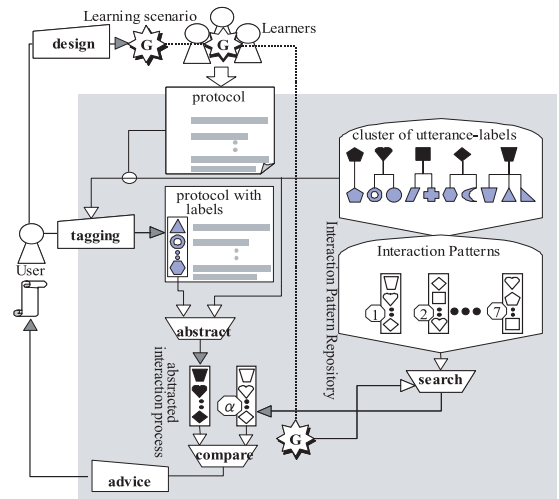 Learning scenario
Learners
design
G
G
protocol
cluster of utterance-labels
protocol with
labels
tagging
User
Interaction Pattern Repository
Interaction Patterns
1
2
7
abstract
abstracted
interaction process
α
search
G
compare
advice